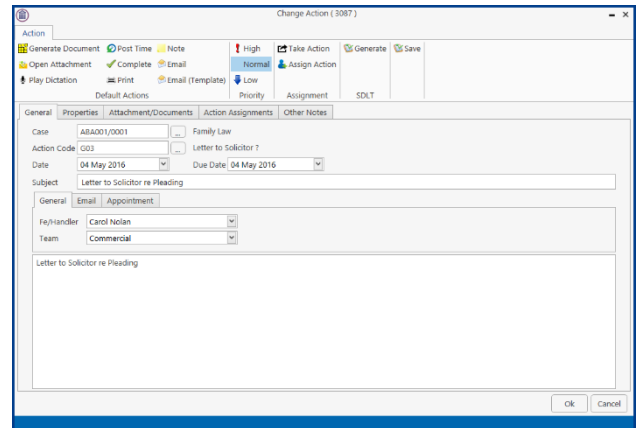 Change Action ( 3087 )
Action
Generate Document Post Time Note High Take Action Generate Save
Open Attachment Complete Email Normal Assign Action
Play Dictation Print Email (Template) Low
Default Actions Priority Assignment SDLT
General Properties Attachment/Documents Action Assignments Other Notes
Case ABA001/0001 ... Family Law
Action Code G03 ... Letter to Solicitor ?
Date 04 May 2016 Due Date 04 May 2016
Subject Letter to Solicitor re Pleading
General Email Appointment
Fe/Handler Carol Nolan
Team Commercial
Letter to Solicitor re Pleading
Ok Cancel